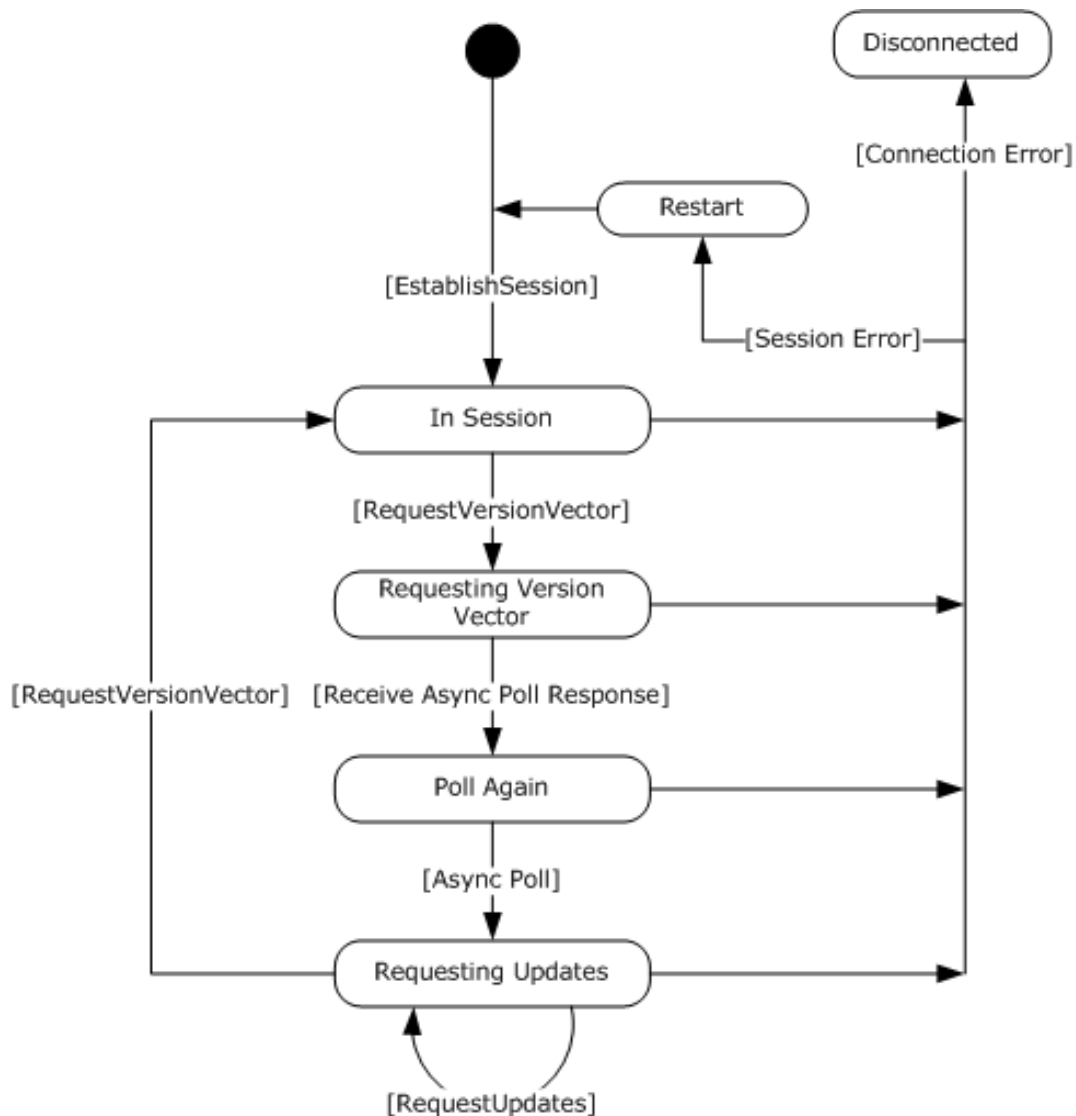 Disconnected
[Connection Error]
Restart
[EstablishSession]
[Session Error]
In Session
[RequestVersionVector]
Requesting Version
Vector
[RequestVersionVector]
[Receive Async Poll Response]
Poll Again
[Async Poll]
Requesting Updates
[RequestUpdates]